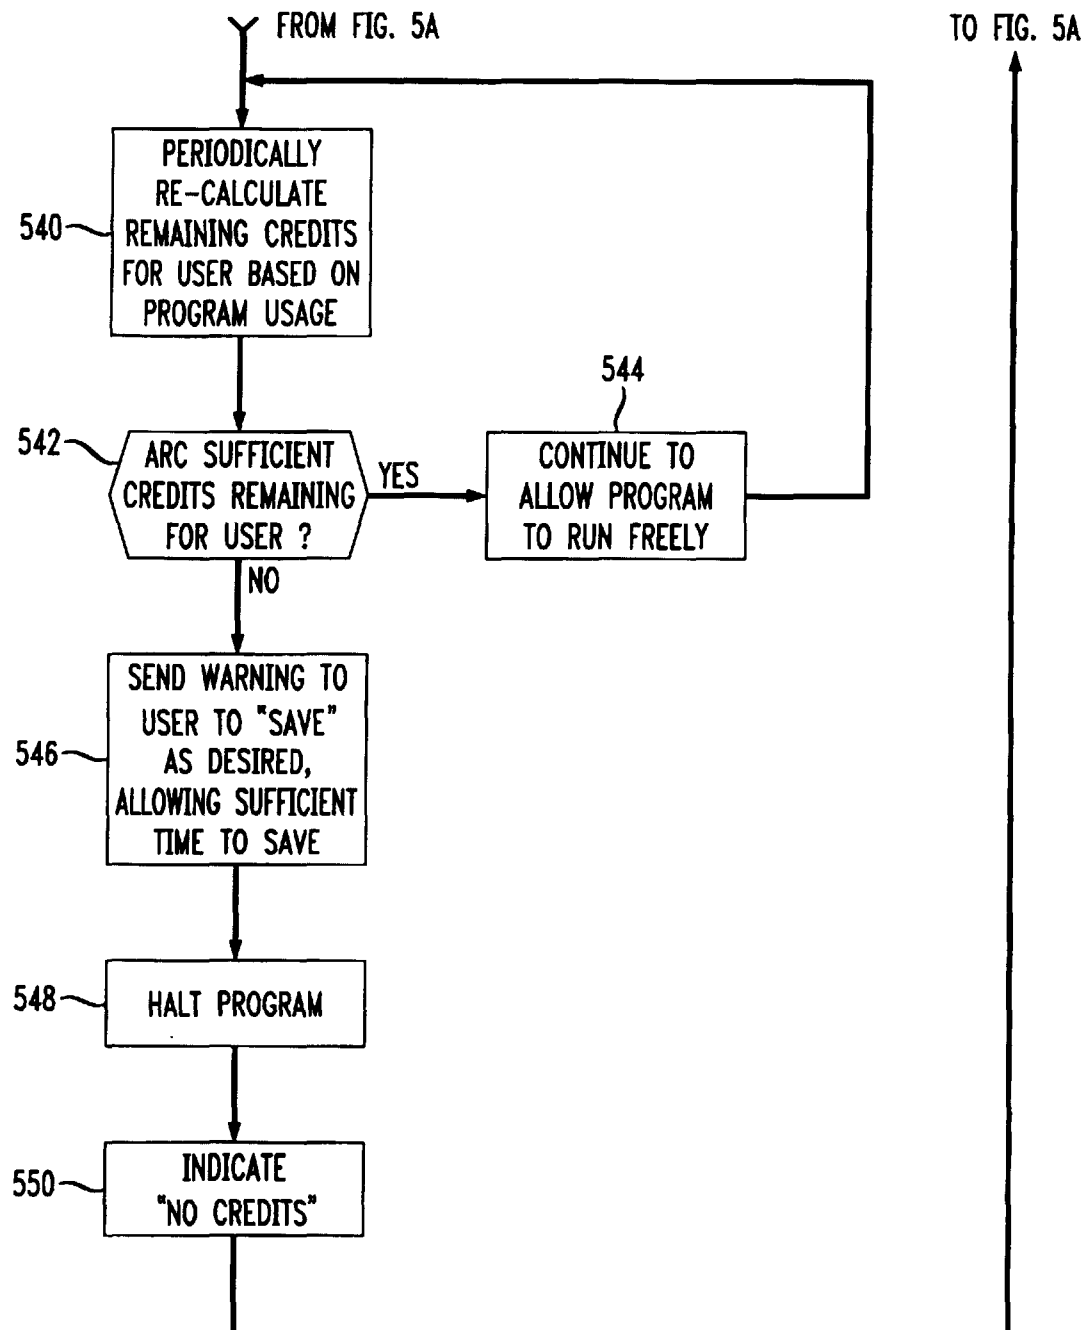 FROM FIG. 5A
TO FIG. 5A
540
PERIODICALLY
RE-CALCULATE
REMAINING CREDITS
FOR USER BASED ON
PROGRAM USAGE
542
ARC SUFFICIENT
CREDITS REMAINING
FOR USER ?
YES
NO
544
CONTINUE TO
ALLOW PROGRAM
TO RUN FREELY
546
SEND WARNING TO
USER TO "SAVE"
AS DESIRED,
ALLOWING SUFFICIENT
TIME TO SAVE
548
HALT PROGRAM
550
INDICATE
"NO CREDITS"